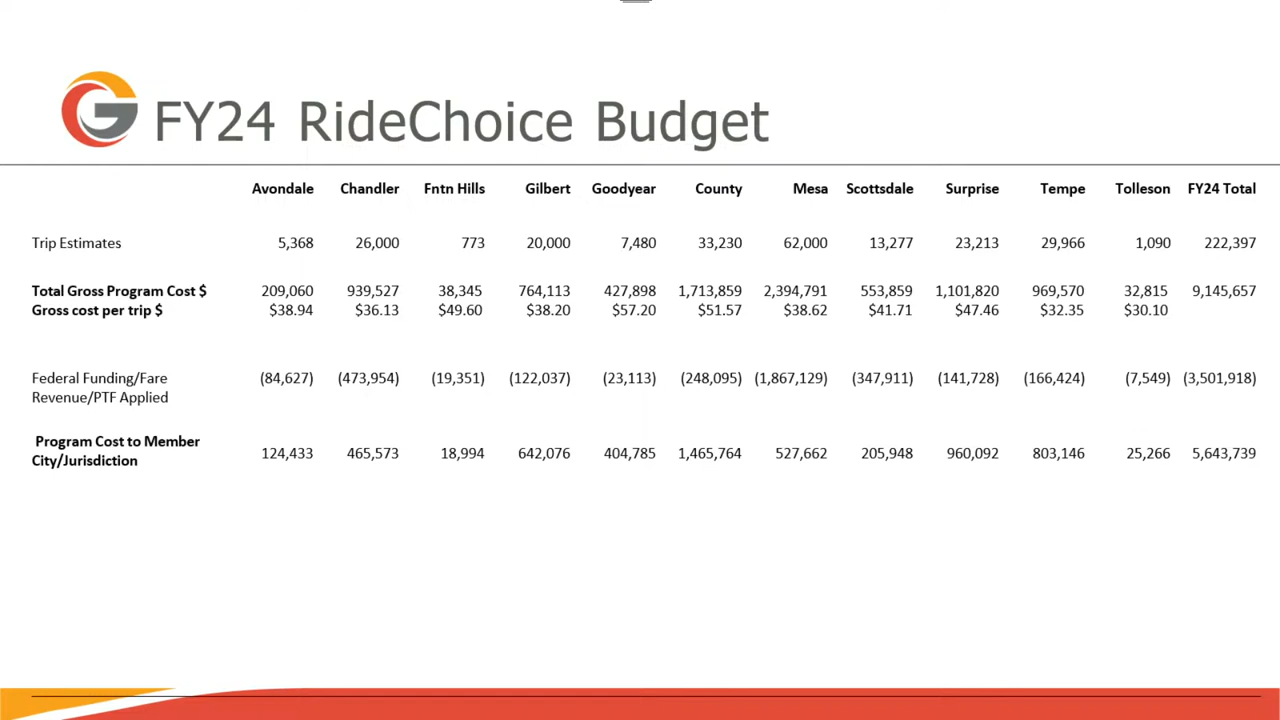 G FY24 RideChoice Budget
Avondale Chandler Fntn Hills Gilbert Goodyear County Mesa Scottsdale Surprise Tempe Tolleson FY24 Total
Trip Estimates 5,368 26,000 773 20,000 7,480 33,230 62,000 13,277 23,213 29,966 1,090 222,397
Total Gross Program Cost $ 209,060 939,527 38,345 764,113 427,898 1,713,859 2,394,791 553,859 1,101,820 969,570 32,815 9,145,657
Gross cost per trip $ $38.94 $36.13 $49.60 $38.20 $57.20 $51.57 $38.62 $41.71 $47.46 $32.35 $30.10
Federal Funding/Fare (84,627) (473,954) (19,351) (122,037) (23,113) (248,095) (1,867,129) (347,911) (141,728) (166,424) (7,549) (3,501,918)
Revenue/PTF Applied
Program Cost to Member
City/Jurisdiction 124,433 465,573 18,994 642,076 404,785 1,465,764 527,662 205,948 960,092 803,146 25,266 5,643,739